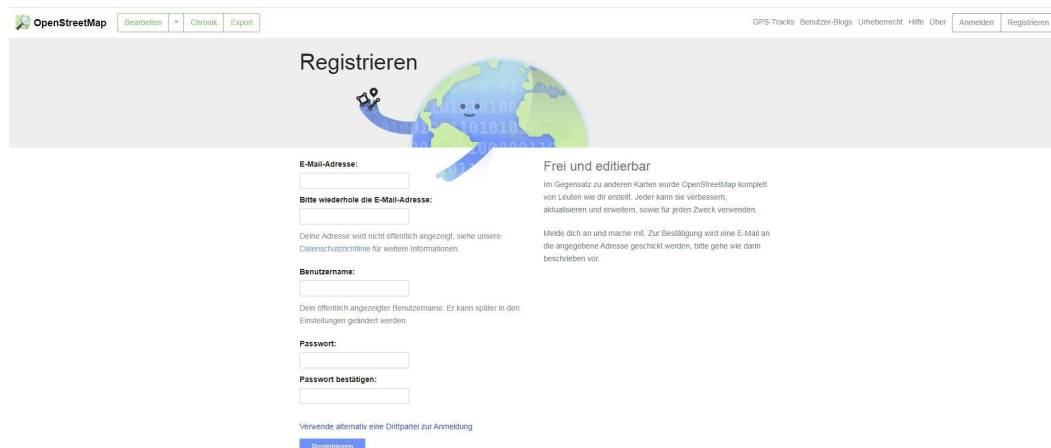 OpenStreetMap Bearbeiten Chronik Export GPS-Tracks Benutzer-Blogs Urheberrecht Hilfe Über Anmelden Registrieren
Registrieren
E-Mail-Adresse:
Bitte wiederhole die E-Mail-Adresse:
Deine Adresse wird nicht öffentlich angezeigt, siehe unsere
Datenschutzrichtlinie für weitere Informationen.
Benutzername:
Dein öffentlich angezeigter Benutzername. Er kann später in den
Einstellungen geändert werden.
Passwort:
Passwort bestätigen:
Verwende alternativ eine Drittpartei zur Anmeldung
Registrieren
Frei und editierbar
Im Gegensatz zu anderen Karten wurde OpenStreetMap komplett
von Leuten wie dir erstellt. Jeder kann sie verbessern,
aktualisieren und erweitern, sowie für jeden Zweck verwenden.
Melde dich an und mache mit. Zur Bestätigung wird eine E-Mail an
die angegebene Adresse geschickt werden, bitte gehe wie darin
beschrieben vor.